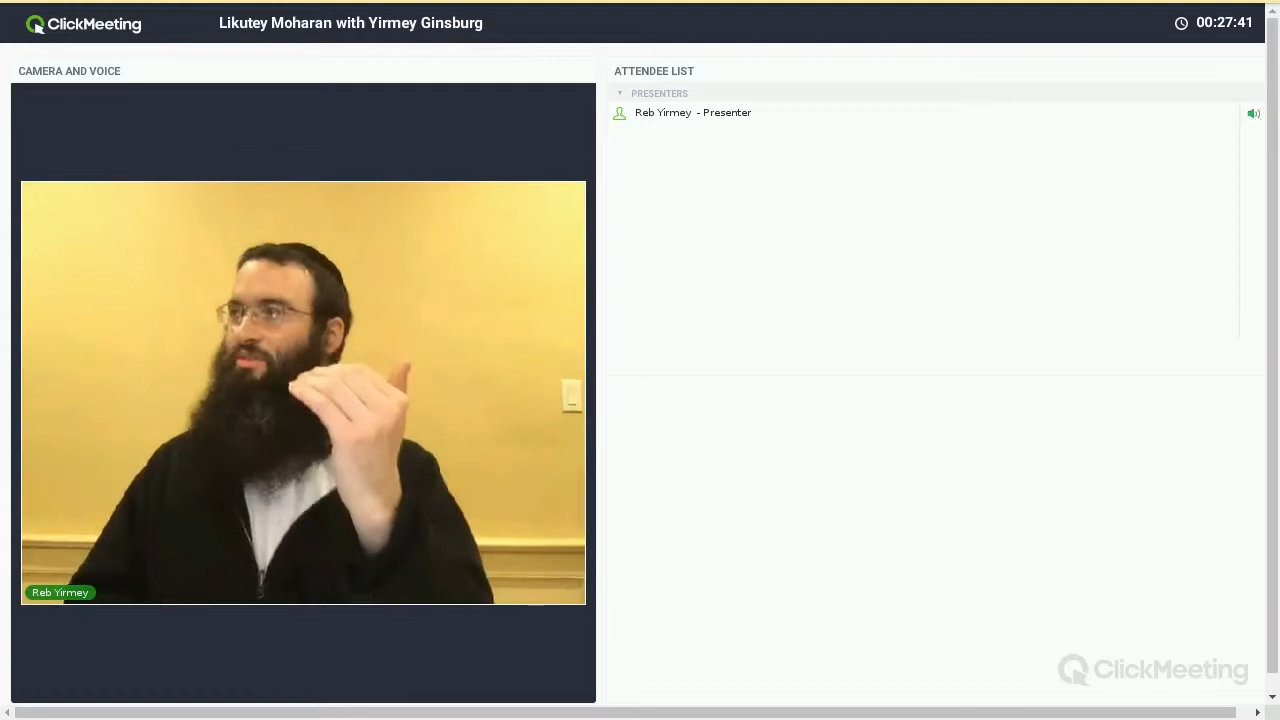 ClickMeeting
Likutey Moharan with Yirmey Ginsburg
00:27:41
CAMERA AND VOICE
ATTENDEE LIST
PRESENTERS
Reb Yirmey - Presenter
Reb Yirmey
ClickMeeting